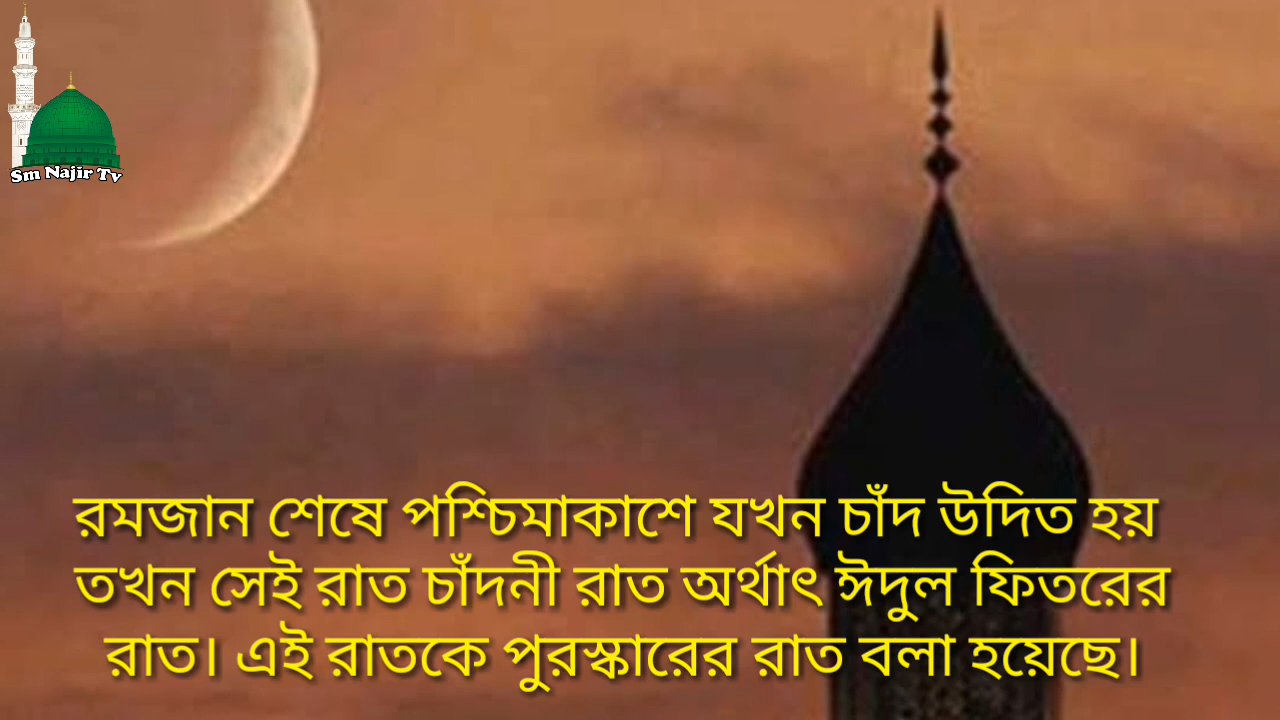 Sm Najir Tv
রমজান শেষে পশ্চিমাকাশে যখন চাঁদ উদিত হয়
তখন সেই রাত চাঁদনী রাত অর্থাৎ ঈদুল ফিতরের
রাত। এই রাতকে পুরস্কারের রাত বলা হয়েছে।